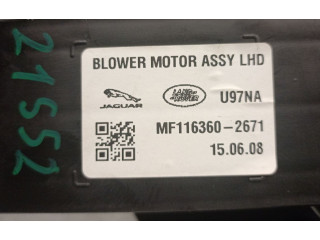 21552
BLOWER MOTOR ASSY LHD
JAGUAR LAND ROVER U97NA
MF116360-2671
15.06.08